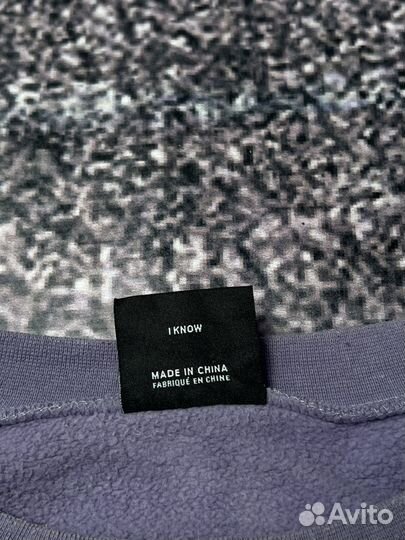 I KNOW
MADE IN CHINA
FABRIQUÉ EN CHINE
Avito